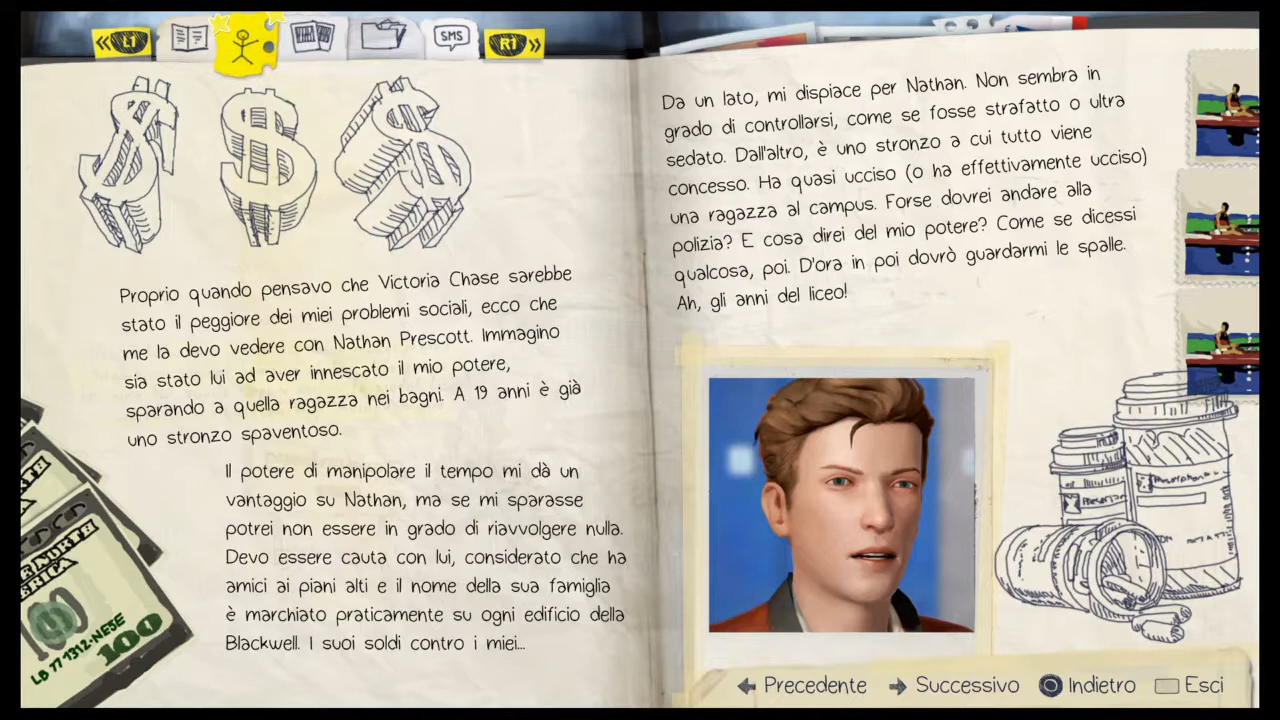 L1
SMS
R1
Proprio quando pensavo che Victoria Chase sarebbe
stato il peggiore dei miei problemi sociali, ecco che
me la devo vedere con Nathan Prescott. Immagino
sia stato lui ad aver innescato il mio potere,
sparando a quella ragazza nei bagni. A 19 anni è già
uno stronzo spaventoso.
Il potere di manipolare il tempo mi dà un
vantaggio su Nathan, ma se mi sparasse
potrei non essere in grado di riavvolgere nulla.
Devo essere cauta con lui, considerato che ha
amici ai piani alti e il nome della sua famiglia
è marchiato praticamente su ogni edificio della
Blackwell. I suoi soldi contro i miei...
100
LB 77 1312-NESE
Da un lato, mi dispiace per Nathan. Non sembra in
grado di controllarsi, come se fosse strafatto o ultra
sedato. Dall'altro, è uno stronzo a cui tutto viene
concesso. Ha quasi ucciso (o ha effettivamente ucciso)
una ragazza al campus. Forse dovrei andare alla
polizia? E cosa direi del mio potere? Come se dicessi
qualcosa, poi. D'ora in poi dovrò guardarmi le spalle.
Ah, gli anni del liceo!
Precedente
Successivo
Indietro
Esci